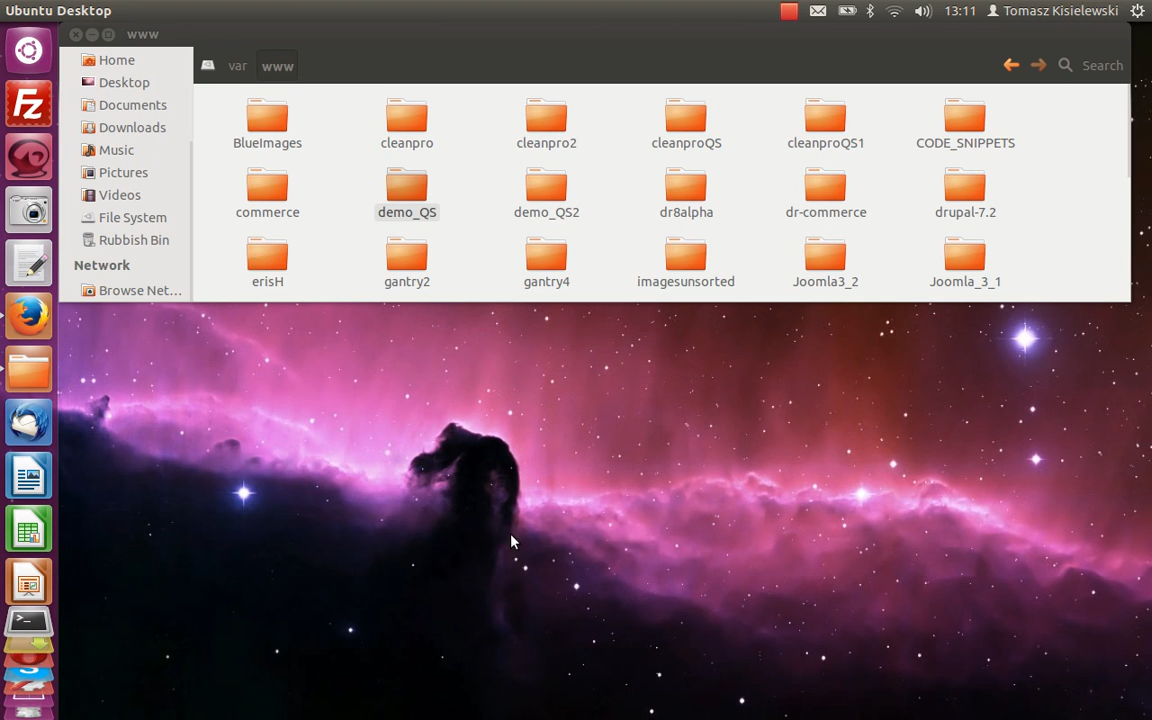 Ubuntu Desktop
13:11 Tomasz Kisielewski
www
Home
Desktop
Documents
Downloads
Music
Pictures
Videos
File System
Rubbish Bin
Network
Browse Net...
var www Search
BlueImages cleanpro cleanpro2 cleanproQS cleanproQS1 CODE_SNIPPETS
commerce demo_QS demo_QS2 dr8alpha dr-commerce drupal-7.2
erisH gantry2 gantry4 imagesunsorted Joomla3_2 Joomla_3_1
Fz
>_
S